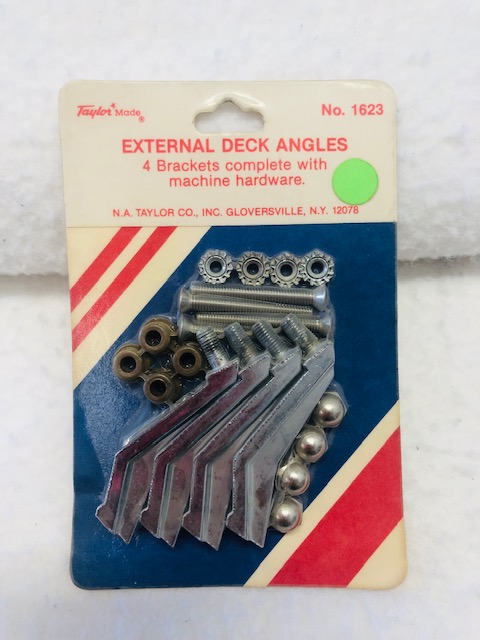 Taylor Made ®
No. 1623
EXTERNAL DECK ANGLES
4 Brackets complete with
machine hardware.
N.A. TAYLOR CO., INC. GLOVERSVILLE, N.Y. 12078